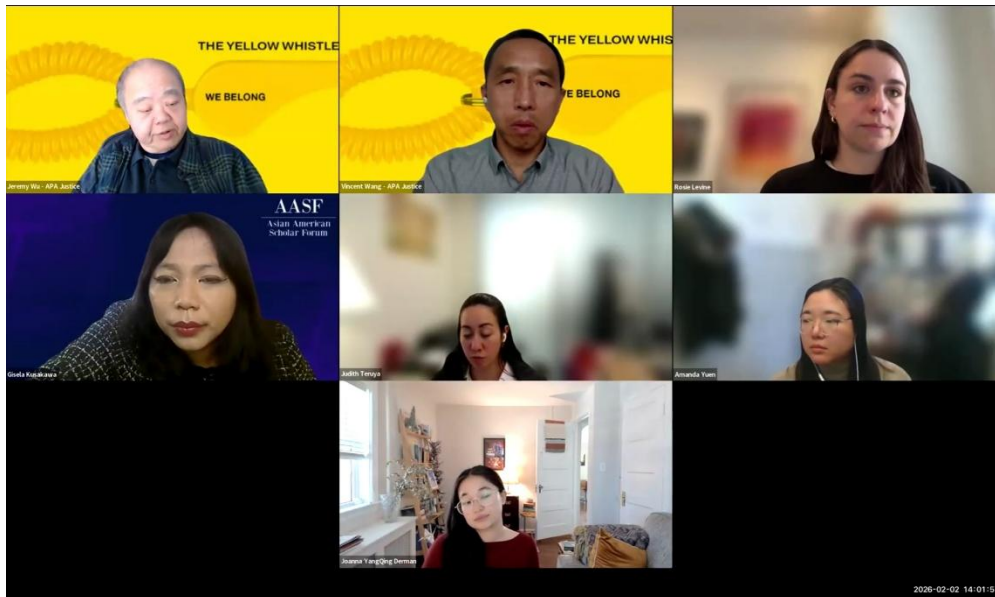 THE YELLOW WHISTLE
WE BELONG
Jeremy Wu - APA Justice
THE YELLOW WHIS
E BELONG
Vincent Wang - APA Justice
Rosie Levine
AASF
Asian American
Scholar Forum
Gisela Kusakawa
Judith Teruya
Amanda Yuen
Joanna YangQing Derman
2026-02-02 14:01:5